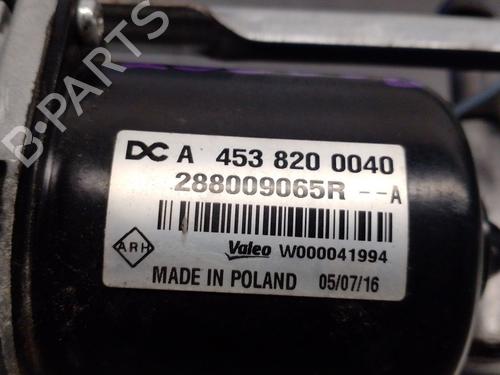 B-PARTS
DC A 453 820 0040
288009065R --A
ARH Valeo W000041994
MADE IN POLAND 05/07/16